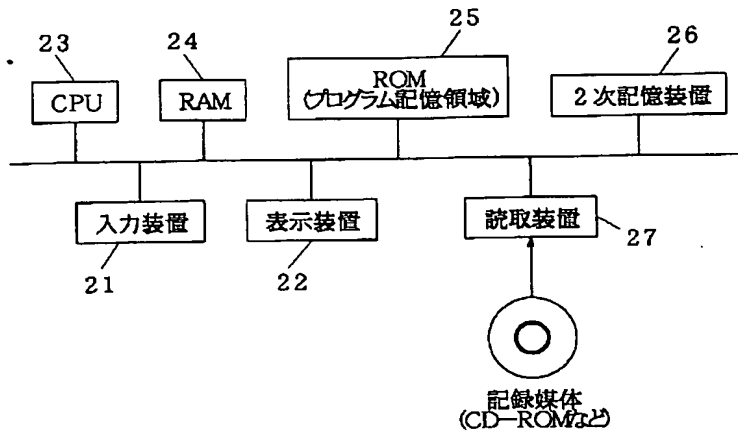 23
24
25
26
CPU
RAM
ROM
(プログラム記憶領域)
2次記憶装置
入力装置
表示装置
読取装置
27
21
22
記録媒体
(CD-ROMなど)